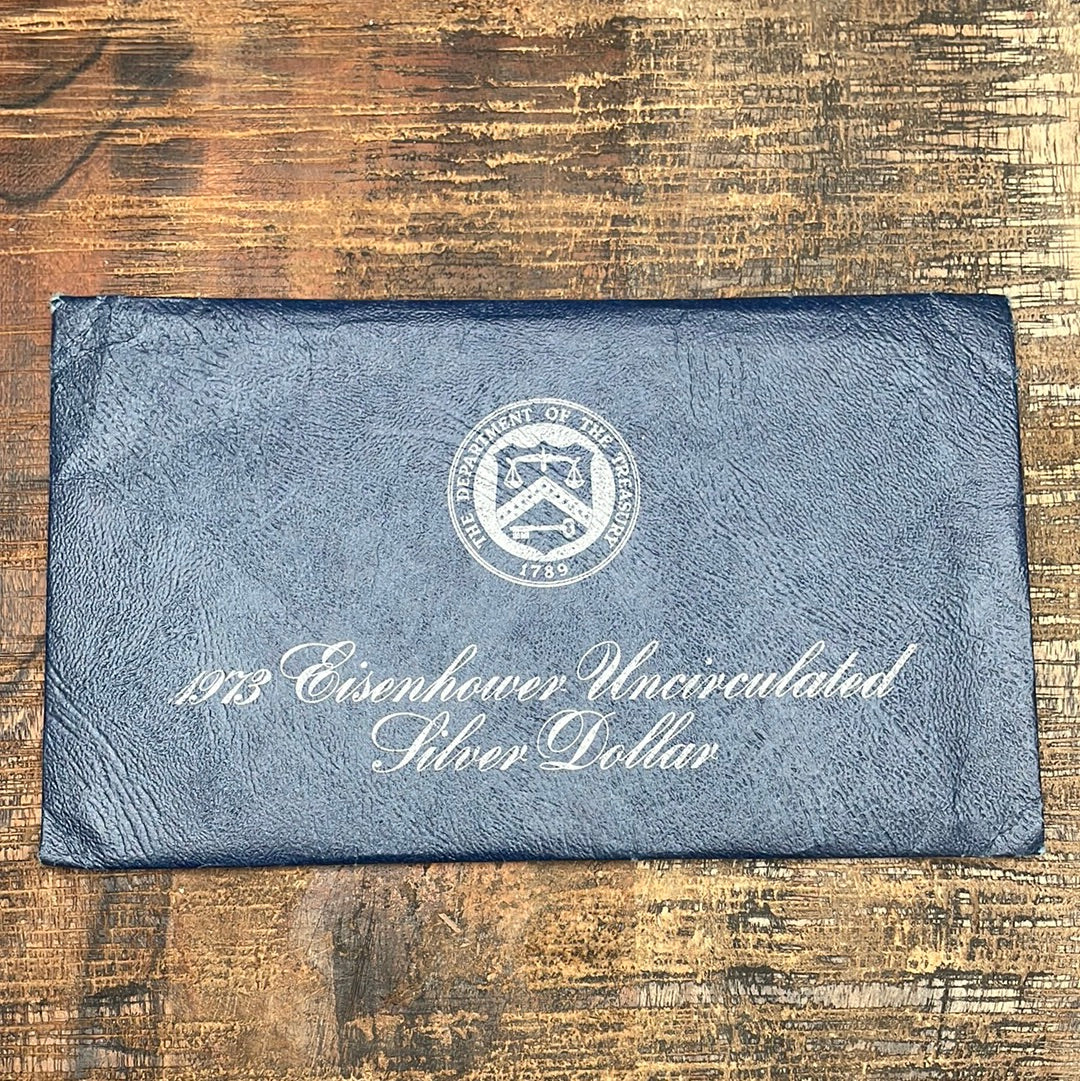 THE DEPARTMENT OF THE TREASURY
1789
1973 Eisenhower Uncirculated
Silver Dollar